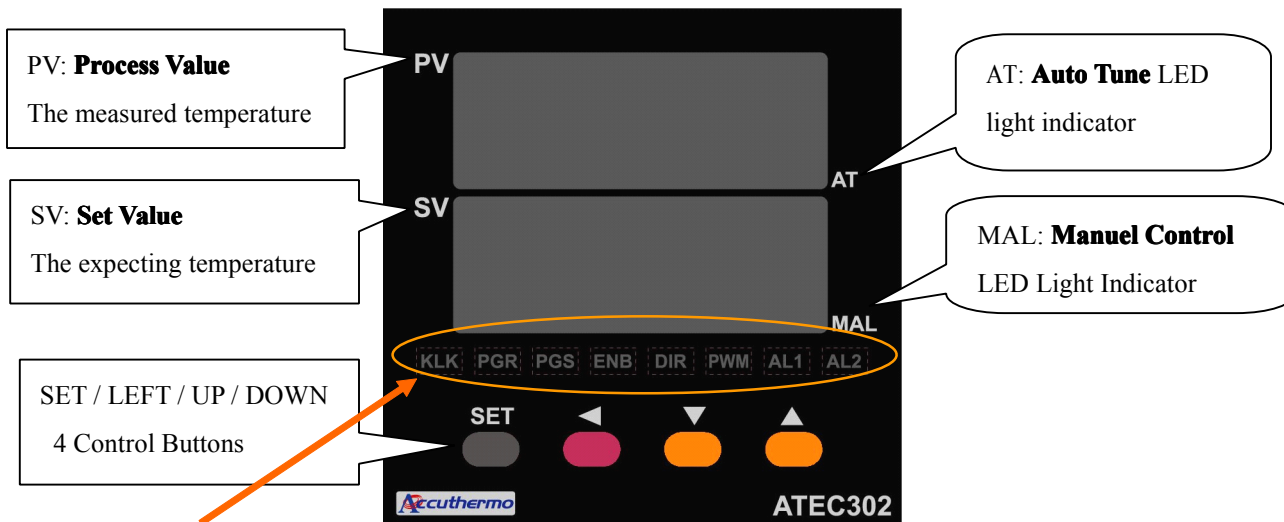 PV: Process Value
The measured temperature
SV: Set Value
The expecting temperature
SET / LEFT / UP / DOWN
4 Control Buttons
PV
AT
SV
MAL
KLK PGR PGS ENB DIR PWM AL1 AL2
SET
Accuthermo
ATEC302
AT: Auto Tune LED
light indicator
MAL: Manuel Control
LED Light Indicator